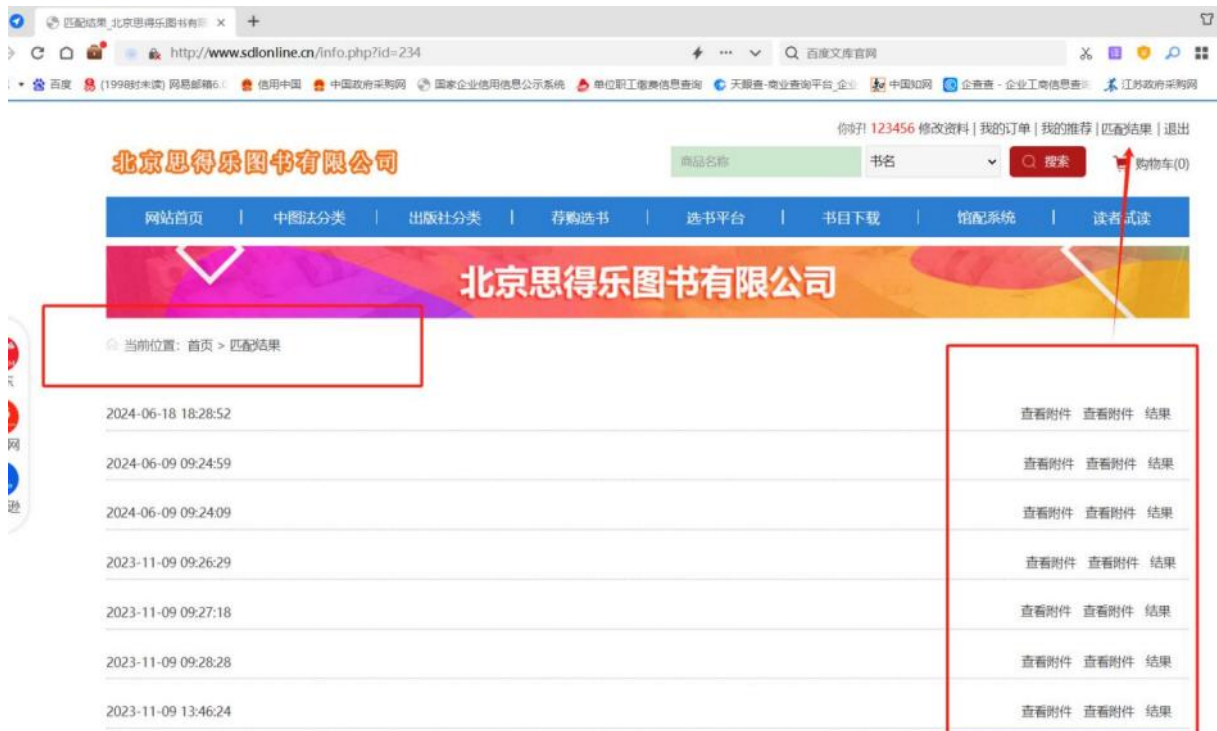 匹配结果_北京思得乐图书有限
http://www.sdlonline.cn/info.php?id=234
百度文库官网
百度 (1998封未读) 网易邮箱6.0 信用中国 中国政府采购网 国家企业信用信息公示系统 单位职工缴费信息查询 天眼查-商业查询平台_企业 中国知网 企查查 - 企业工商信息查 江苏政府采购网
你好! 123456 修改资料 | 我的订单 | 我的推荐 | 匹配结果 | 退出
北京思得乐图书有限公司
商品名称 书名 搜索 购物车(0)
网站首页 | 中图法分类 | 出版社分类 | 荐购选书 | 选书平台 | 书目下载 | 馆配系统 | 读者试读
北京思得乐图书有限公司
当前位置: 首页 > 匹配结果
2024-06-18 18:28:52 查看附件 查看附件 结果
2024-06-09 09:24:59 查看附件 查看附件 结果
2024-06-09 09:24:09 查看附件 查看附件 结果
2023-11-09 09:26:29 查看附件 查看附件 结果
2023-11-09 09:27:18 查看附件 查看附件 结果
2023-11-09 09:28:28 查看附件 查看附件 结果
2023-11-09 13:46:24 查看附件 查看附件 结果